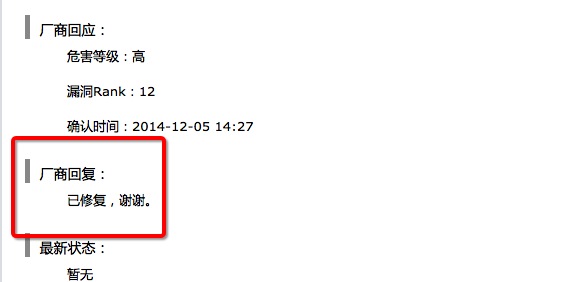 厂商回应：
危害等级：高
漏洞Rank：12
确认时间：2014-12-05 14:27
厂商回复：
已修复，谢谢。
最新状态：
暂无